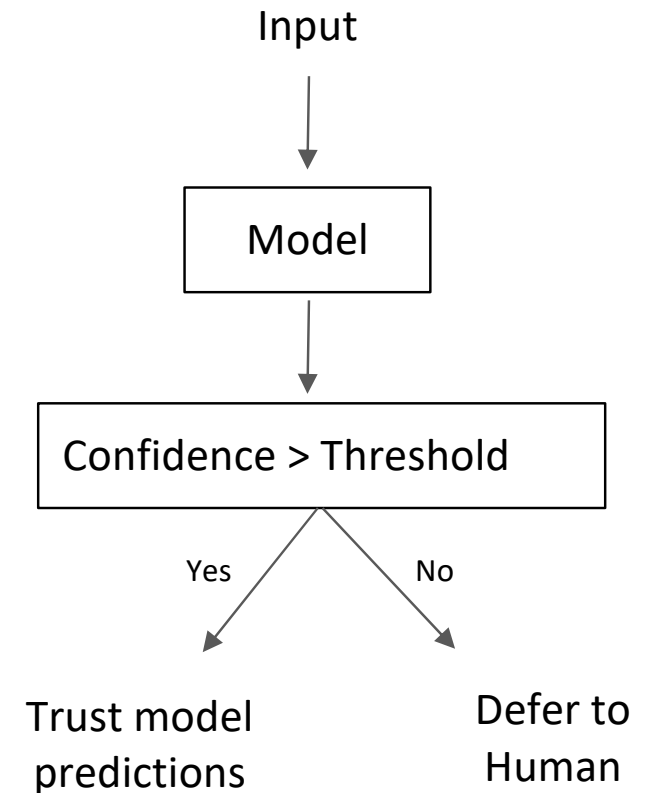 Input
Model
Confidence > Threshold
Yes
No
Trust model
predictions
Defer to
Human